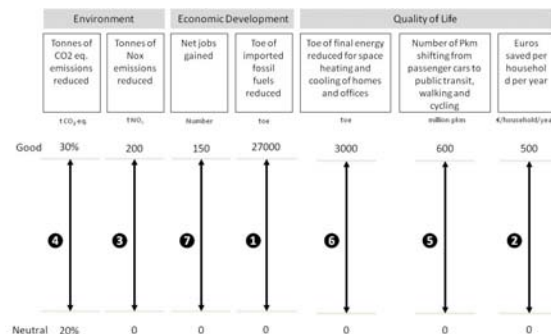 Environment Economic Development Quality of Life
Tonnes of CO2 eq. emissions reduced
Tonnes of Nox emissions reduced
Net jobs gained
Toe of imported fossil fuels reduced
Toe of final energy reduced for space heating and cooling of homes and offices
Number of Pkm shifting from passenger cars to public transit, walking and cycling
Euros saved per househol d per year
tCO₂ eq. tNOₓ Number toe toe million pkm €/household/year
Good 30% 200 150 27000 3000 600 500
4 3 7 1 6 5 2
Neutral 20% 0 0 0 0 0 0